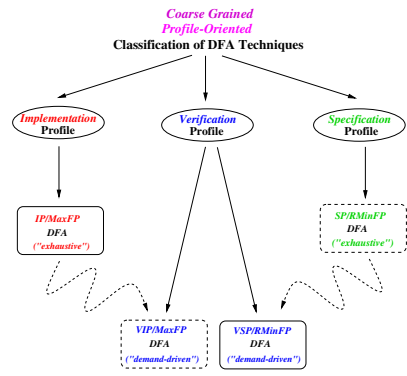 Coarse Grained
Profile-Oriented
Classification of DFA Techniques
Implementation
Profile
Verification
Profile
Specification
Profile
IP/MaxFP
DFA
("exhaustive")
SP/RMinFP
DFA
("exhaustive")
VIP/MaxFP
DFA
("demand-driven")
VSP/RMinFP
DFA
("demand-driven")